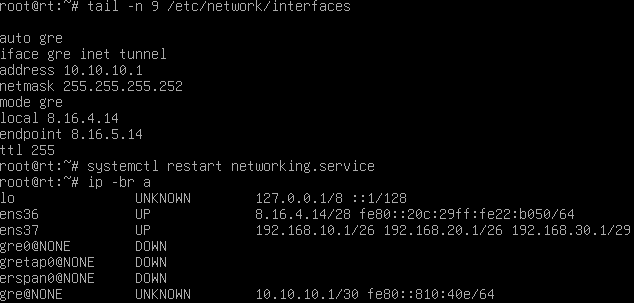 root@rt:~# tail -n 9 /etc/network/interfaces
auto gre
iface gre inet tunnel
address 10.10.10.1
netmask 255.255.255.252
mode gre
local 8.16.4.14
endpoint 8.16.5.14
ttl 255
root@rt:~# systemctl restart networking.service
root@rt:~# ip -br a
lo UNKNOWN 127.0.0.1/8 ::1/128
ens36 UP 8.16.4.14/28 fe80::20c:29ff:fe22:b050/64
ens37 UP 192.168.10.1/26 192.168.20.1/26 192.168.30.1/29
gre0@NONE DOWN
gretap0@NONE DOWN
erspan0@NONE DOWN
gre@NONE UNKNOWN 10.10.10.1/30 fe80::810:40e/64